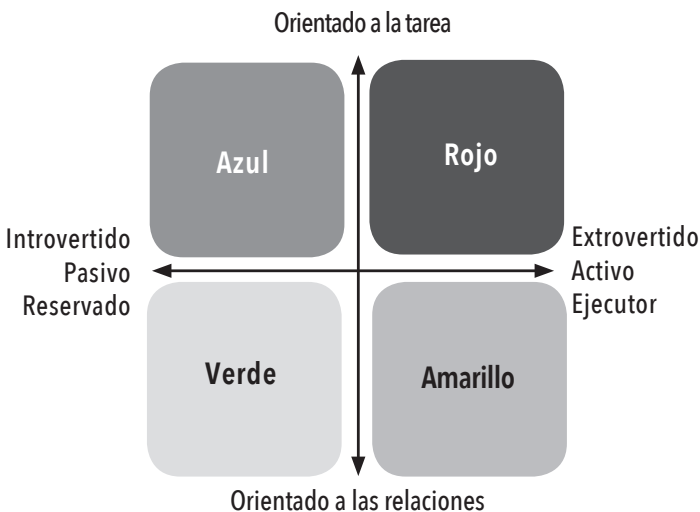 Orientado a la tarea
Azul
Rojo
Introvertido
Pasivo
Reservado
Extrovertido
Activo
Ejecutor
Verde
Amarillo
Orientado a las relaciones